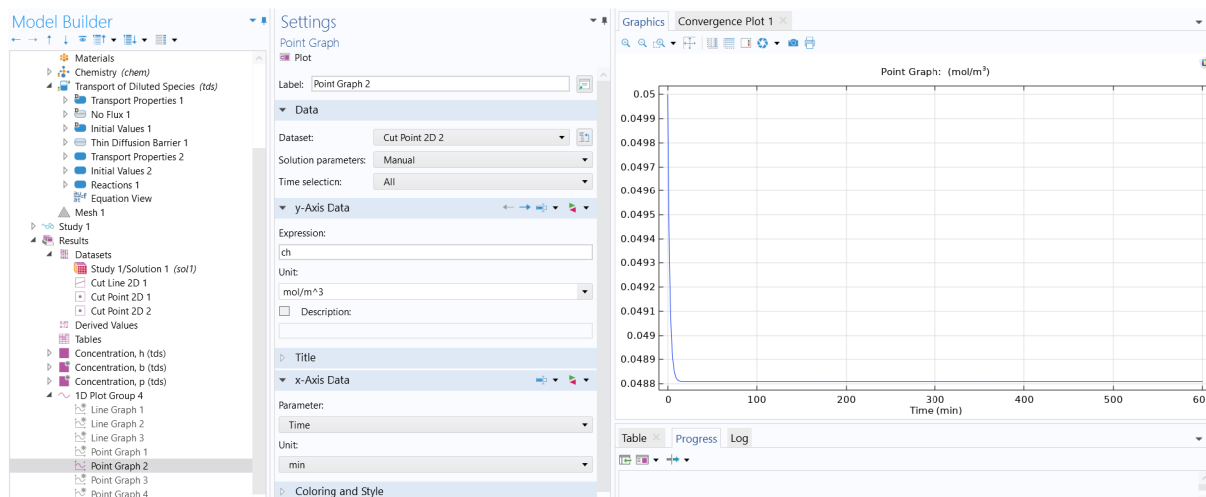 Model Builder
Materials
Chemistry (chem)
Transport of Diluted Species (tds)
Transport Properties 1
No Flux 1
Initial Values 1
Thin Diffusion Barrier 1
Transport Properties 2
Initial Values 2
Reactions 1
Equation View
Mesh 1
Study 1
Results
Datasets
Study 1/Solution 1 (sol1)
Cut Line 2D 1
Cut Point 2D 1
Cut Point 2D 2
Derived Values
Tables
Concentration, h (tds)
Concentration, b (tds)
Concentration, p (tds)
1D Plot Group 4
Line Graph 1
Line Graph 2
Line Graph 3
Point Graph 1
Point Graph 2
Point Graph 3
Point Graph 4
Settings
Point Graph
Plot
Label: Point Graph 2
Data
Dataset: Cut Point 2D 2
Solution parameters: Manual
Time selection: All
y-Axis Data
Expression:
ch
Unit:
mol/m^3
Description:
Title
x-Axis Data
Parameter:
Time
Unit:
min
Coloring and Style
Graphics Convergence Plot 1
Point Graph: (mol/m³)
0.05
0.0499
0.0498
0.0497
0.0496
0.0495
0.0494
0.0493
0.0492
0.0491
0.049
0.0489
0.0488
0 100 200 300 400 500 60
Time (min)
Table Progress Log